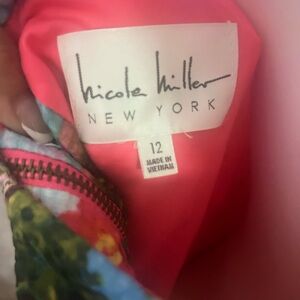 Nicole Miller
NEW YORK
12
MADE IN
VIETNAM